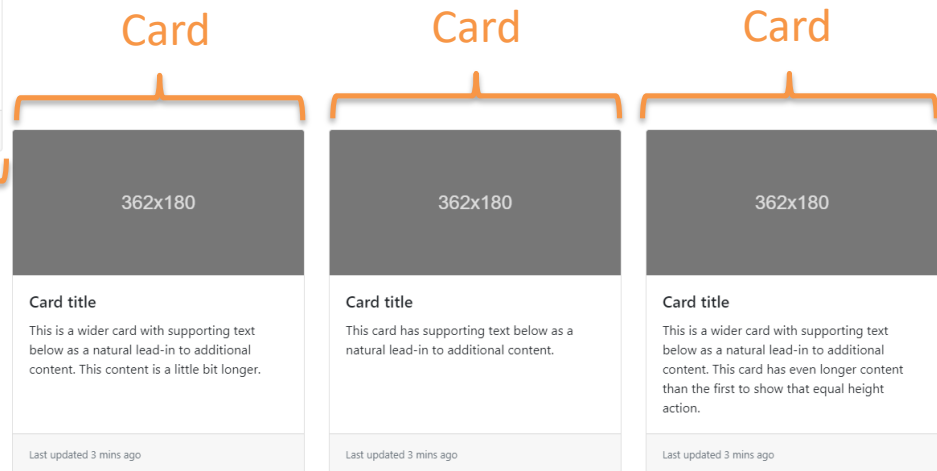 Card
Card
Card
362x180
362x180
362x180
Card title
This is a wider card with supporting text
below as a natural lead-in to additional
content. This content is a little bit longer.
Last updated 3 mins ago
Card title
This card has supporting text below as a
natural lead-in to additional content.
Last updated 3 mins ago
Card title
This is a wider card with supporting text
below as a natural lead-in to additional
content. This card has even longer content
than the first to show that equal height
action.
Last updated 3 mins ago